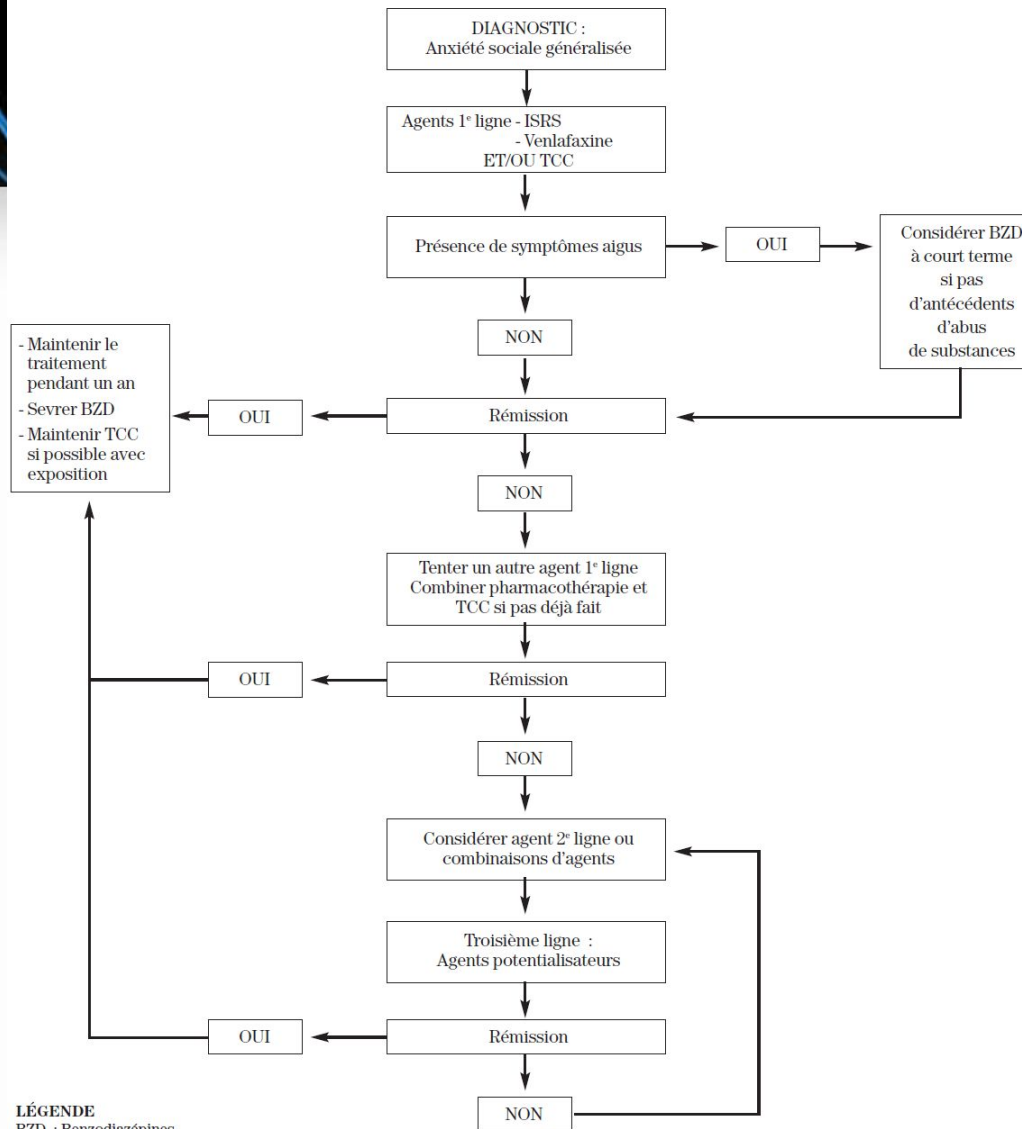 DIAGNOSTIC :
Anxiété sociale généralisée
Agents 1e ligne - ISRS
- Venlafaxine
ET/OU TCC
Présence de symptômes aigus
OUI
Considérer BZD
à court terme
si pas
d'antécédents
d'abus
de substances
NON
- Maintenir le
traitement
pendant un an
- Sevrer BZD
- Maintenir TCC
si possible avec
exposition
OUI
Rémission
NON
Tenter un autre agent 1e ligne
Combiner pharmacothérapie et
TCC si pas déjà fait
OUI
Rémission
NON
Considérer agent 2e ligne ou
combinaisons d'agents
Troisième ligne :
Agents potentialisateurs
OUI
Rémission
NON
LÉGENDE
BZD : Benzodiazépines